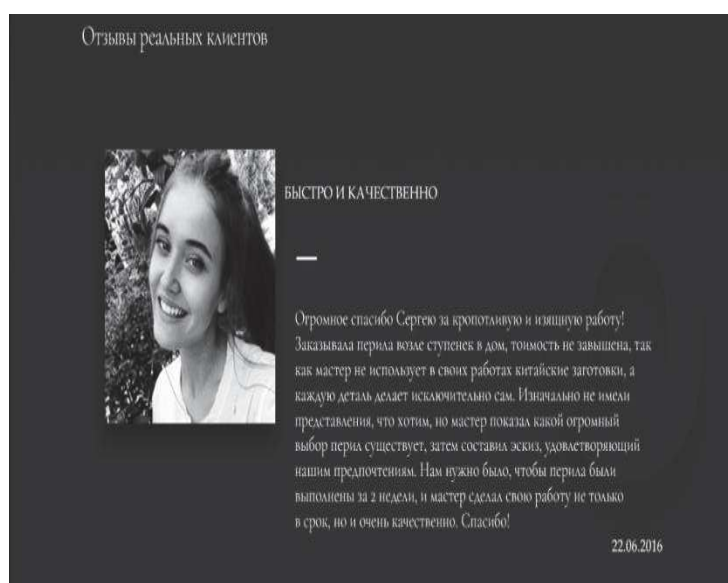 Отзывы реальных клиентов
БЫСТРО И КАЧЕСТВЕННО
Огромное спасибо Сергею за кропотливую и изящную работу!
Заказывала перила возле ступенек в дом, тоимость не завышена, так
как мастер не использует в своих работах китайские заготовки, а
каждую деталь делает исключительно сам. Изначально не имели
представления, что хотим, но мастер показал какой огромный
выбор перил существует, затем составил эскиз, удовлетворяющий
нашим предпочтениям. Нам нужно было, чтобы перила были
выполнены за 2 недели, и мастер сделал свою работу не только
в срок, но и очень качественно. Спасибо!
22.06.2016